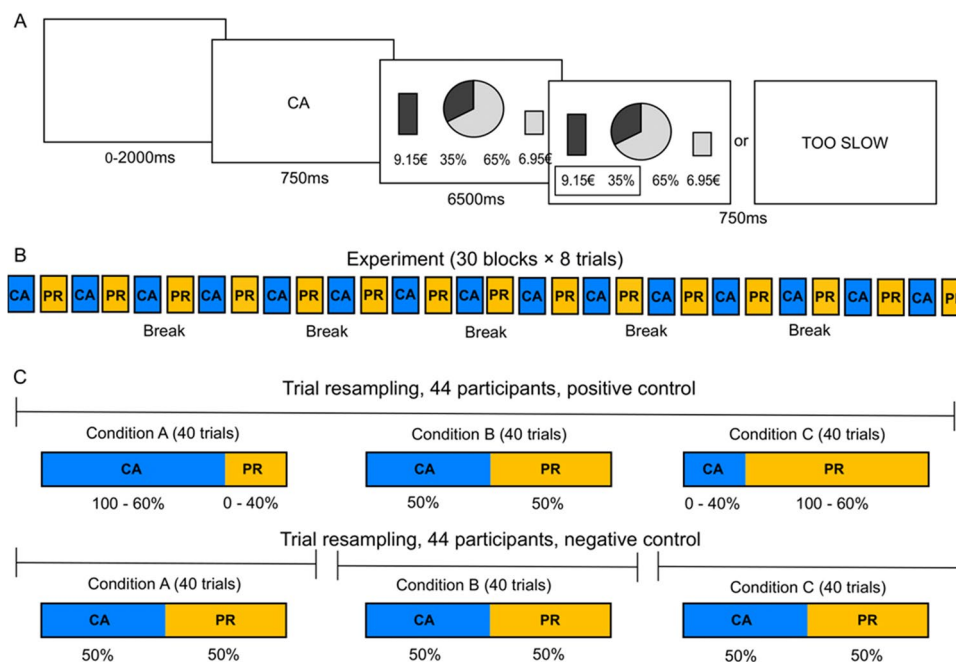 A
CA
9.15€ 35% 65% 6.95€
9.15€ 35% 65% 6.95€
or
TOO SLOW
0-2000ms
750ms
6500ms
750ms
B
Experiment (30 blocks × 8 trials)
CA PR CA PR CA PR CA PR CA PR CA PR CA PR CA PR CA PR CA PR CA PR CA PR CA PR CA PR CA
Break Break Break Break Break
C
Trial resampling, 44 participants, positive control
Condition A (40 trials) Condition B (40 trials) Condition C (40 trials)
CA PR CA PR CA PR
100 - 60% 0 - 40% 50% 50% 0 - 40% 100 - 60%
Trial resampling, 44 participants, negative control
Condition A (40 trials) Condition B (40 trials) Condition C (40 trials)
CA PR CA PR CA PR
50% 50% 50% 50% 50% 50%